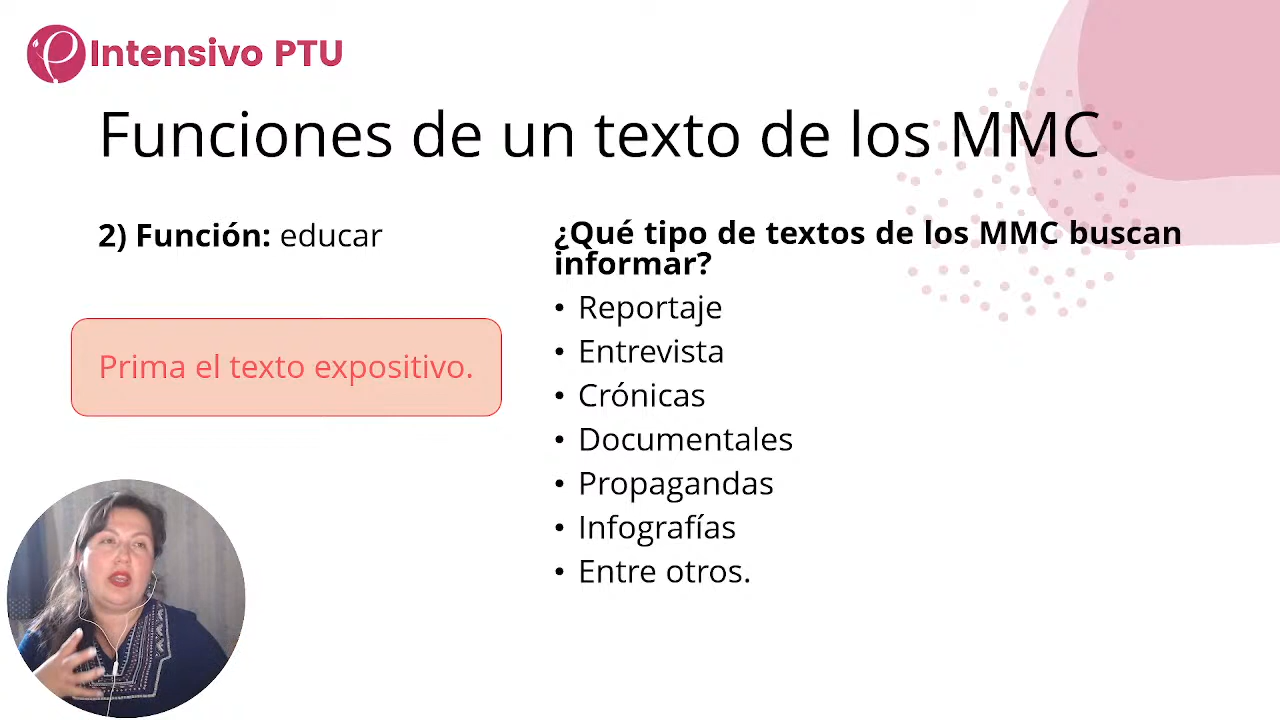 Intensivo PTU
Funciones de un texto de los MMC
2) Función: educar
Prima el texto expositivo.
¿Qué tipo de textos de los MMC buscan
informar?
• Reportaje
• Entrevista
• Crónicas
• Documentales
• Propagandas
• Infografías
• Entre otros.